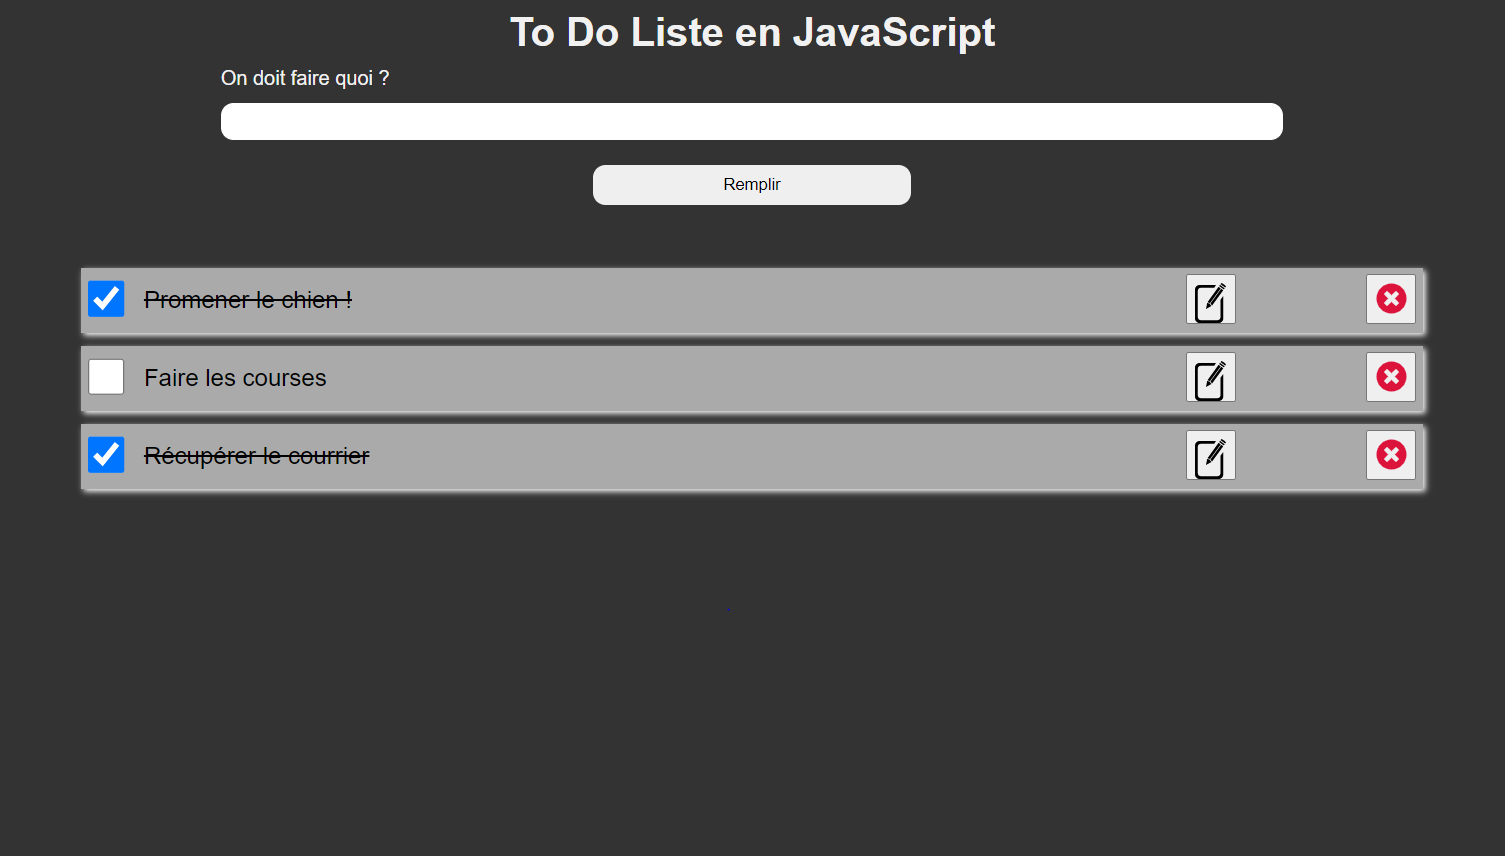 To Do Liste en JavaScript
On doit faire quoi ?
Remplir
Promener le chien !
Faire les courses
Récupérer le courrier